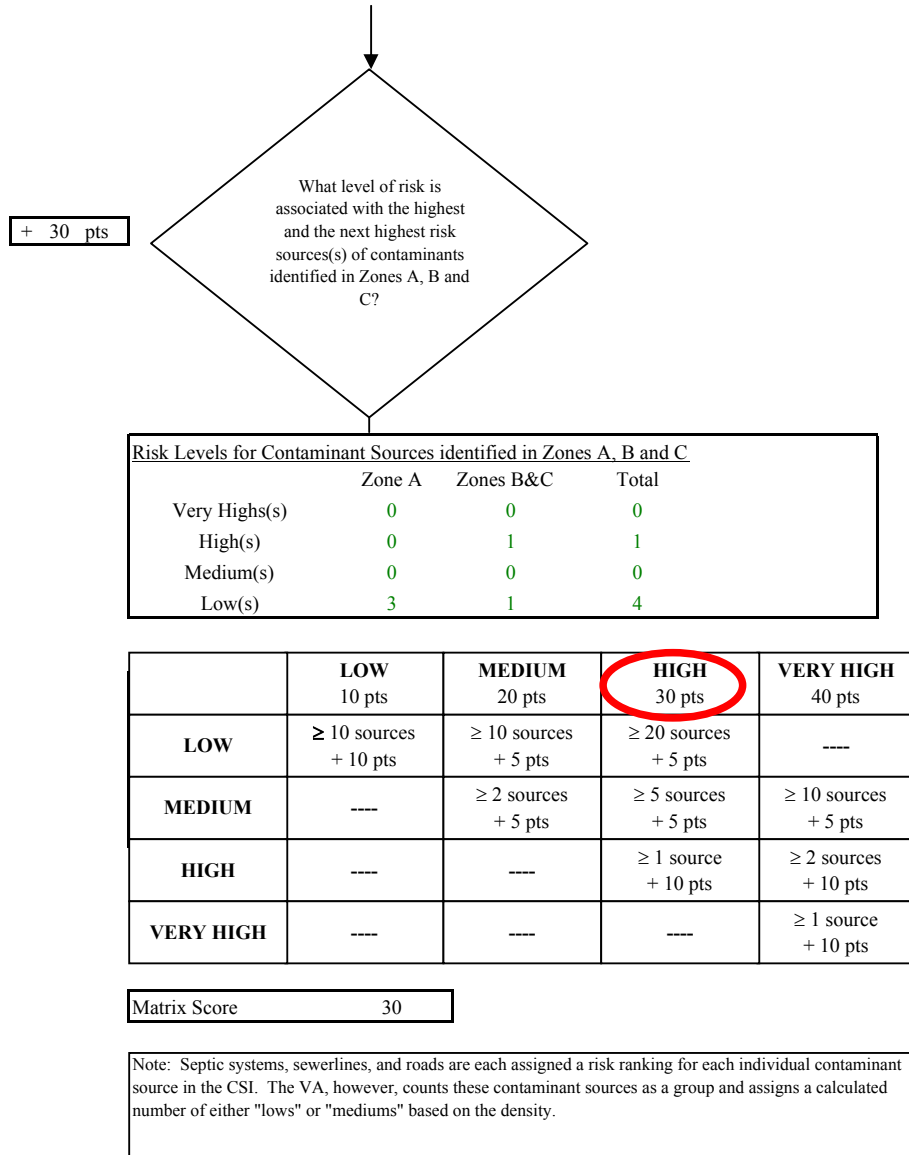 What level of risk is
associated with the highest
and the next highest risk
sources(s) of contaminants
identified in Zones A, B and
C?
+ 30 pts
Risk Levels for Contaminant Sources identified in Zones A, B and C
Zone A Zones B&C Total
Very Highs(s) 0 0 0
High(s) 0 1 1
Medium(s) 0 0 0
Low(s) 3 1 4
LOW MEDIUM HIGH VERY HIGH
10 pts 20 pts 30 pts 40 pts
LOW ≥ 10 sources ≥ 10 sources ≥ 20 sources ----
+ 10 pts + 5 pts + 5 pts
MEDIUM ---- ≥ 2 sources ≥ 5 sources ≥ 10 sources
+ 5 pts + 5 pts + 5 pts
HIGH ---- ---- ≥ 1 source ≥ 2 sources
+ 10 pts + 10 pts
VERY HIGH ---- ---- ---- ≥ 1 source
+ 10 pts
Matrix Score 30
Note: Septic systems, sewerlines, and roads are each assigned a risk ranking for each individual contaminant
source in the CSI. The VA, however, counts these contaminant sources as a group and assigns a calculated
number of either "lows" or "mediums" based on the density.